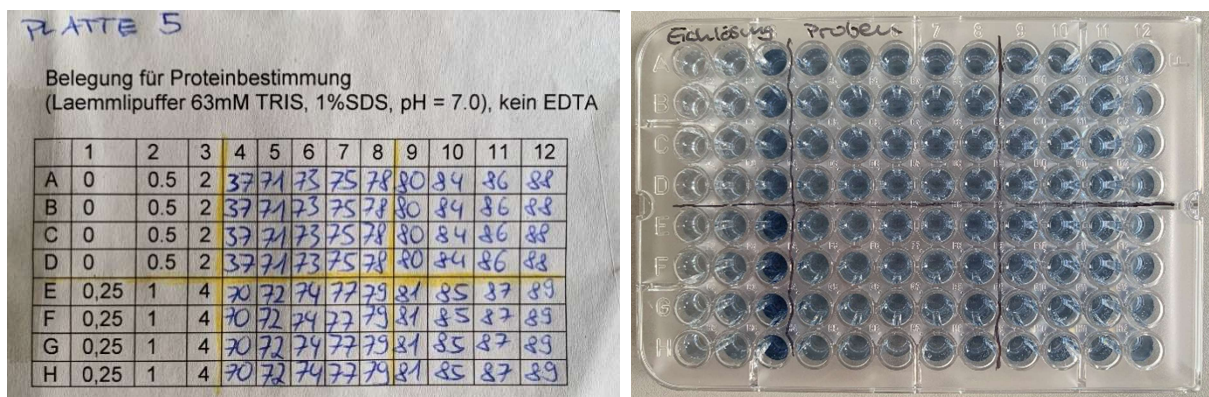 PLATTE 5
Belegung für Proteinbestimmung
(Laemmlipuffer 63mM TRIS, 1%SDS, pH = 7.0), kein EDTA
1 2 3 4 5 6 7 8 9 10 11 12
A 0 0.5 2 37 71 73 75 78 80 84 86 88
B 0 0.5 2 37 71 73 75 78 80 84 86 88
C 0 0.5 2 37 71 73 75 78 80 84 86 88
D 0 0.5 2 37 71 73 75 78 80 84 86 88
E 0,25 1 4 70 72 74 77 79 81 85 87 89
F 0,25 1 4 70 72 74 77 79 81 85 87 89
G 0,25 1 4 70 72 74 77 79 81 85 87 89
H 0,25 1 4 70 72 74 77 79 81 85 87 89
Eichlösung Proben
7 8 9 10 11 12
A
B
C
D
E
F
G
H